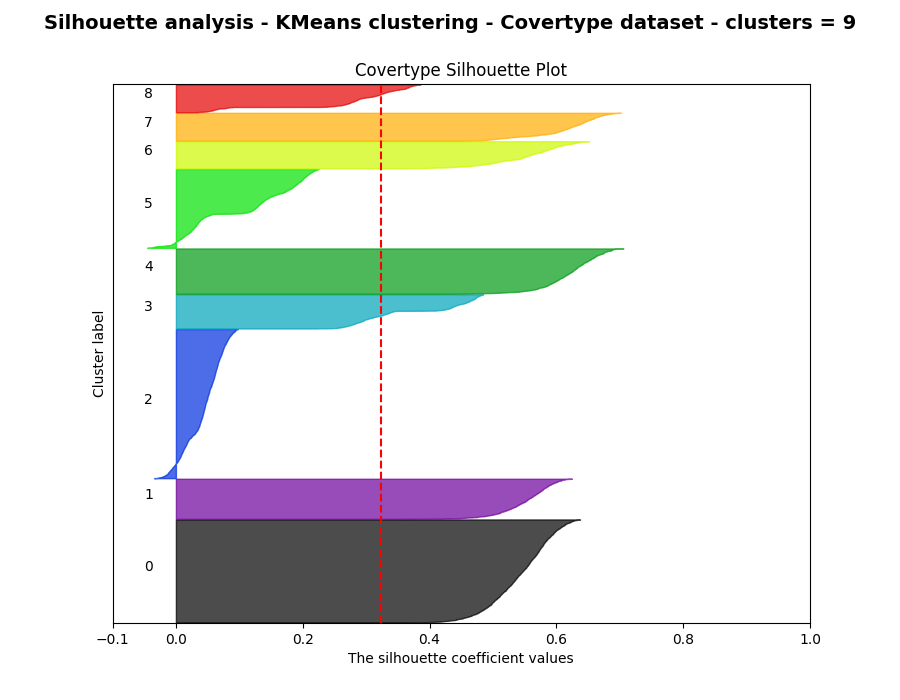 Silhouette analysis - KMeans clustering - Covertype dataset - clusters = 9
Covertype Silhouette Plot
8
7
6
5
4
3
2
1
0
Cluster label
−0.1 0.0 0.2 0.4 0.6 0.8 1.0
The silhouette coefficient values